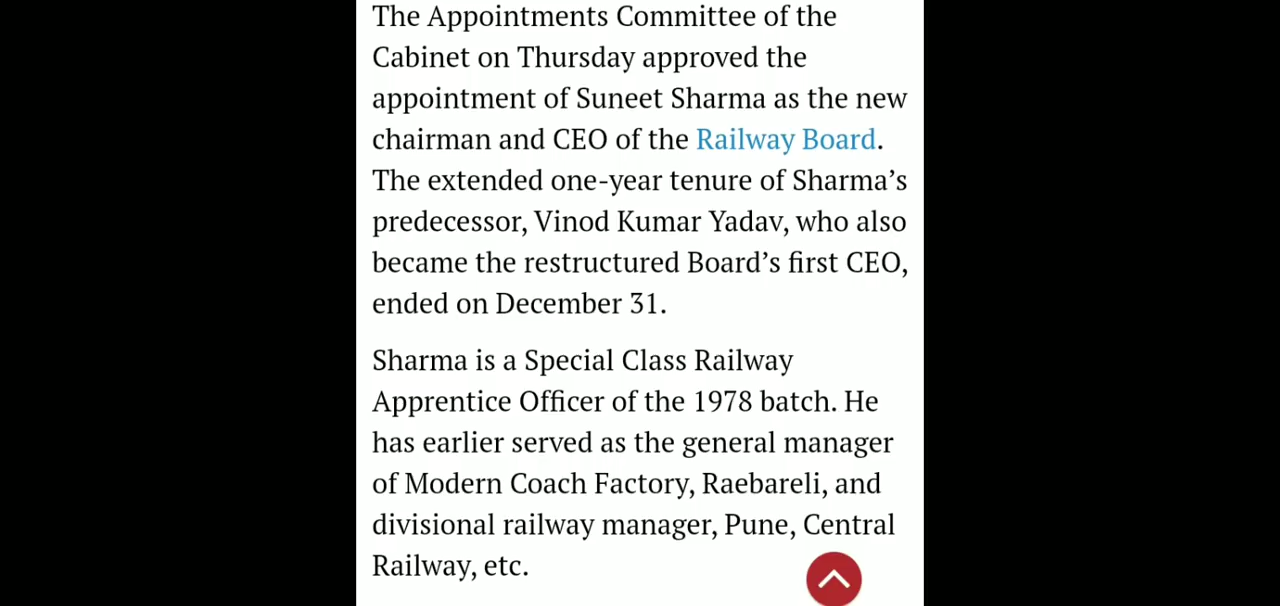 The Appointments Committee of the
Cabinet on Thursday approved the
appointment of Suneet Sharma as the new
chairman and CEO of the Railway Board.
The extended one-year tenure of Sharma’s
predecessor, Vinod Kumar Yadav, who also
became the restructured Board’s first CEO,
ended on December 31.
Sharma is a Special Class Railway
Apprentice Officer of the 1978 batch. He
has earlier served as the general manager
of Modern Coach Factory, Raebareli, and
divisional railway manager, Pune, Central
Railway, etc.